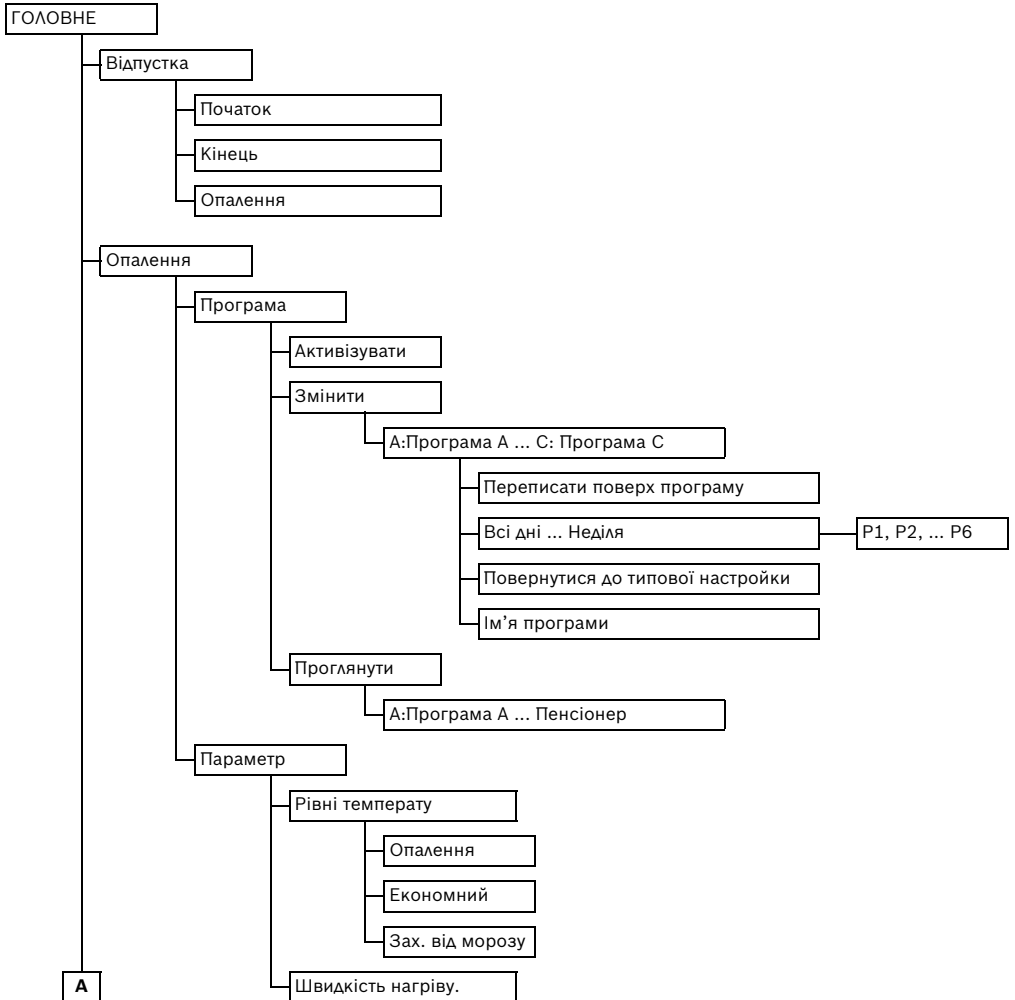 ГОЛОВНЕ
Відпустка
Початок
Кінець
Опалення
Опалення
Програма
Активізувати
Змінити
А:Програма А ... С: Програма С
Переписати поверх програму
Всі дні ... Неділя
P1, P2, ... P6
Повернутися до типової настройки
Ім’я програми
Проглянути
А:Програма А ... Пенсіонер
Параметр
Рівні температу
Опалення
Економний
Зах. від морозу
Швидкість нагріву.
A